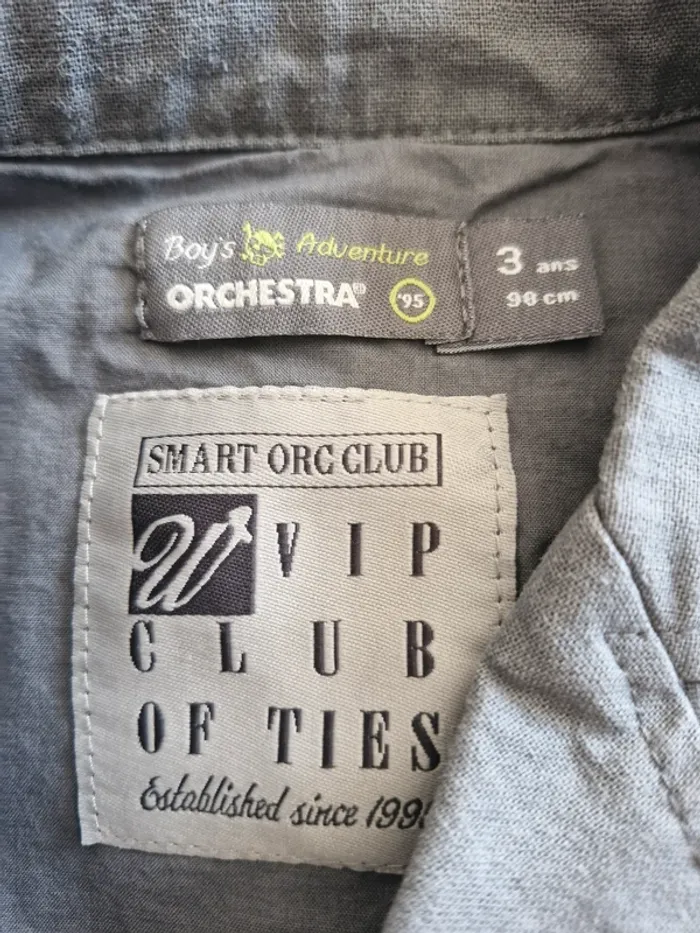 Boy's Adventure
ORCHESTRA
'95
3 ans
98 cm
SMART ORC CLUB
W VIP
CLUB
OF TIES
Established since